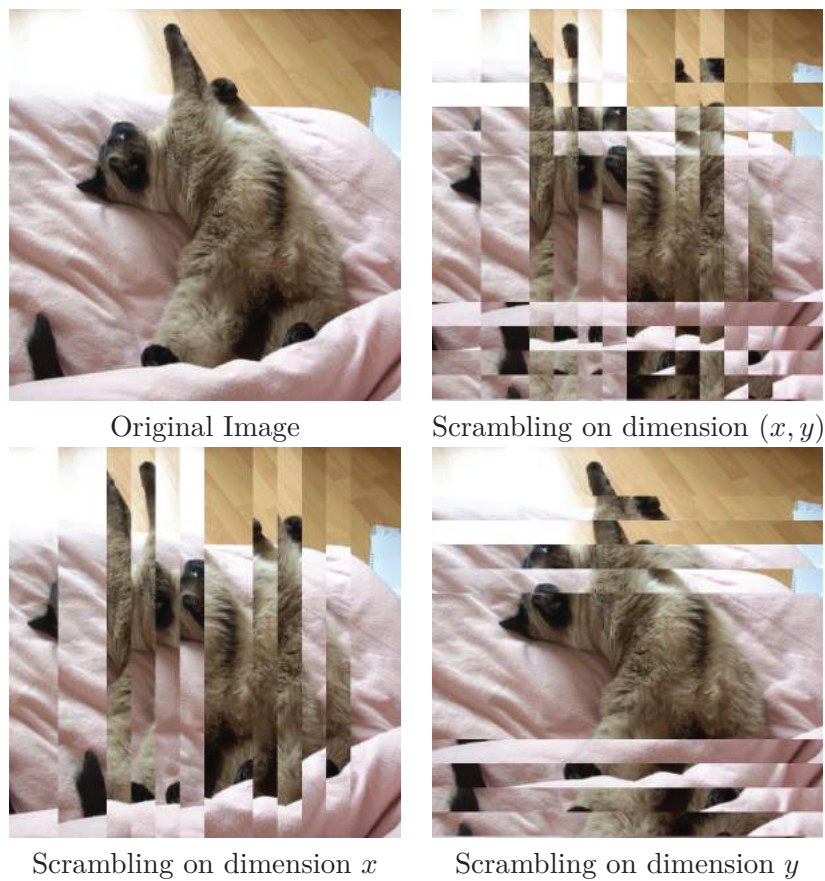 Original Image
Scrambling on dimension (x, y)
Scrambling on dimension x
Scrambling on dimension y